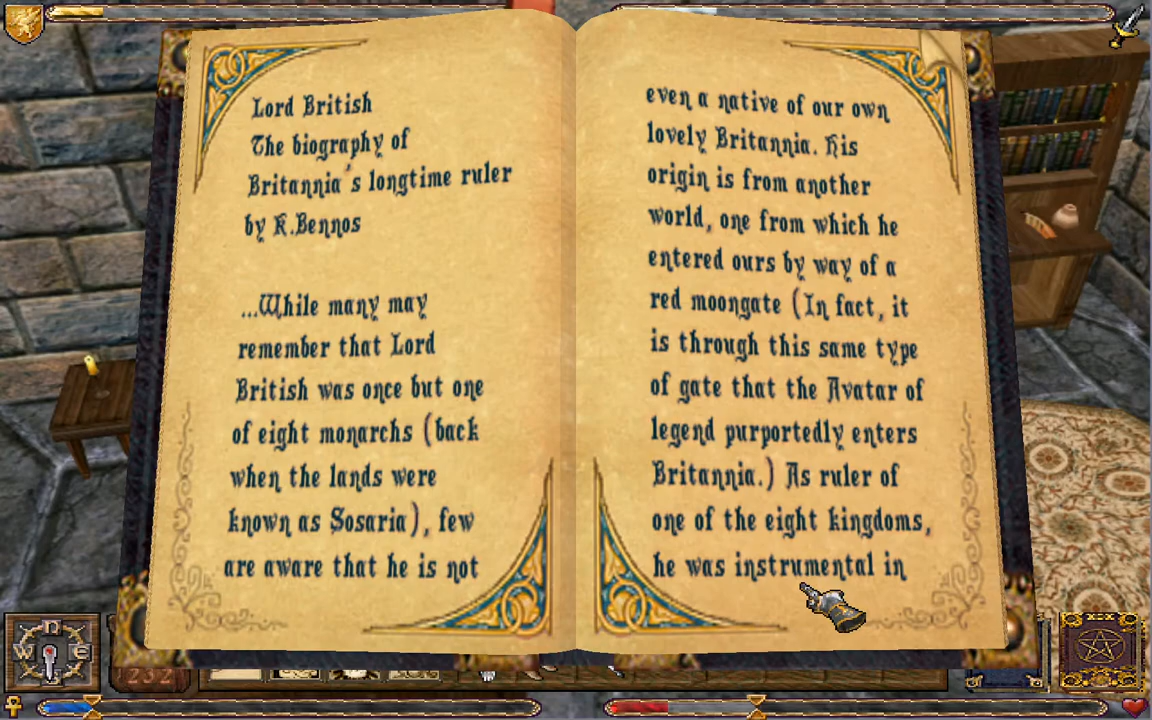 Lord British
The biography of
Britannia's longtime ruler
by K.Bennos
...While many may
remember that Lord
British was once but one
of eight monarchs (back
when the lands were
known as Sosaria), few
are aware that he is not
even a native of our own
lovely Britannia. His
origin is from another
world, one from which he
entered ours by way of a
red moongate (In fact, it
is through this same type
of gate that the Avatar of
legend purportedly enters
Britannia.) As ruler of
one of the eight kingdoms,
he was instrumental in
n
W e
232
XIX